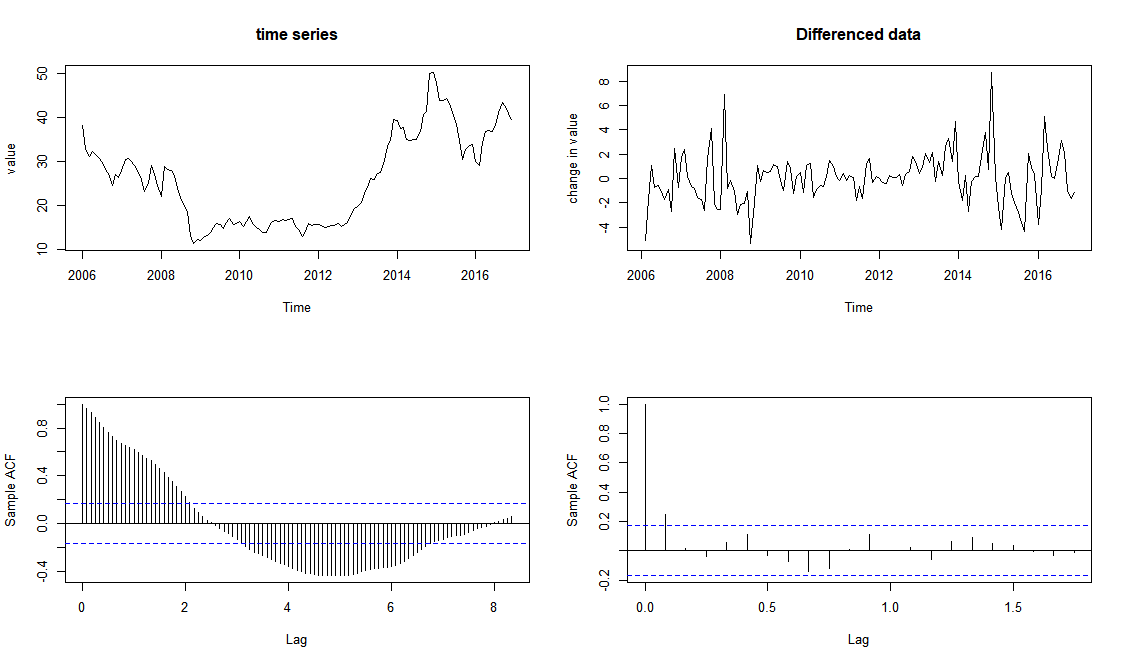 time series
value
50
40
30
20
10
2006 2008 2010 2012 2014 2016
Time
Differenced data
change in value
8
6
4
2
0
-2
-4
2006 2008 2010 2012 2014 2016
Time
Sample ACF
0.8
0.4
0.0
-0.4
0 2 4 6 8
Lag
Sample ACF
1.0
0.8
0.6
0.4
0.2
-0.2
0.0 0.5 1.0 1.5
Lag